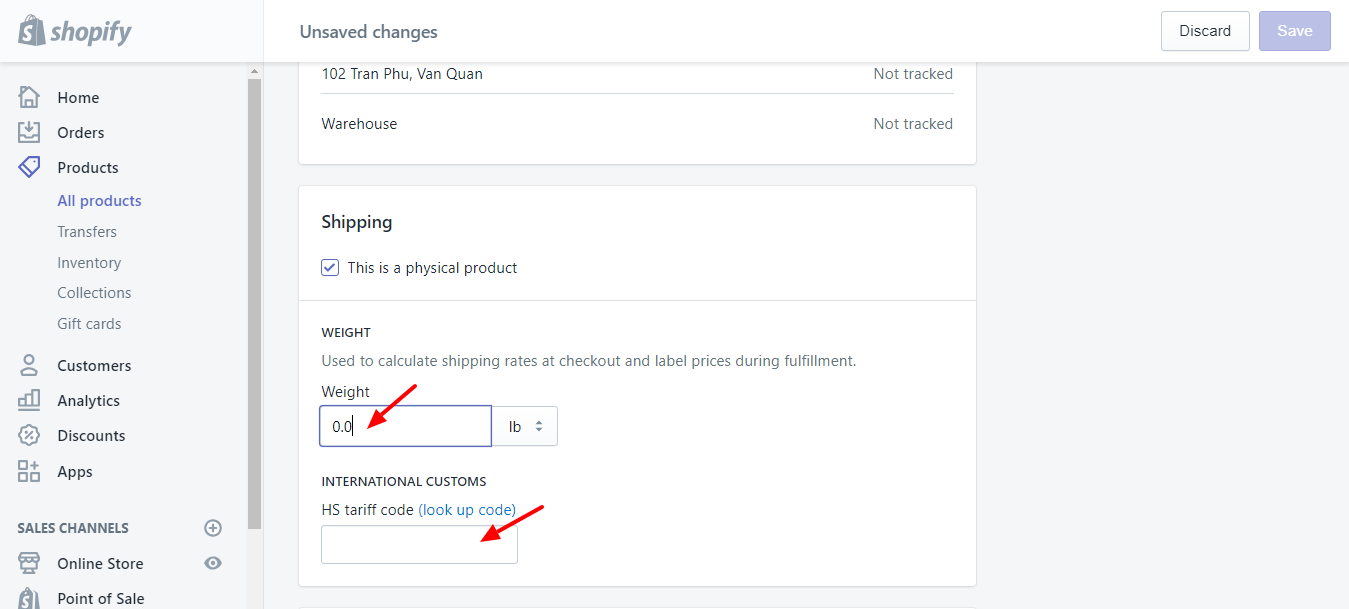 shopify
Unsaved changes
Discard
Save
Home
Orders
Products
All products
Transfers
Inventory
Collections
Gift cards
Customers
Analytics
Discounts
Apps
SALES CHANNELS
Online Store
Point of Sale
102 Tran Phu, Van Quan Not tracked
Warehouse Not tracked
Shipping
This is a physical product
WEIGHT
Used to calculate shipping rates at checkout and label prices during fulfillment.
Weight
0.0 lb
INTERNATIONAL CUSTOMS
HS tariff code (look up code)